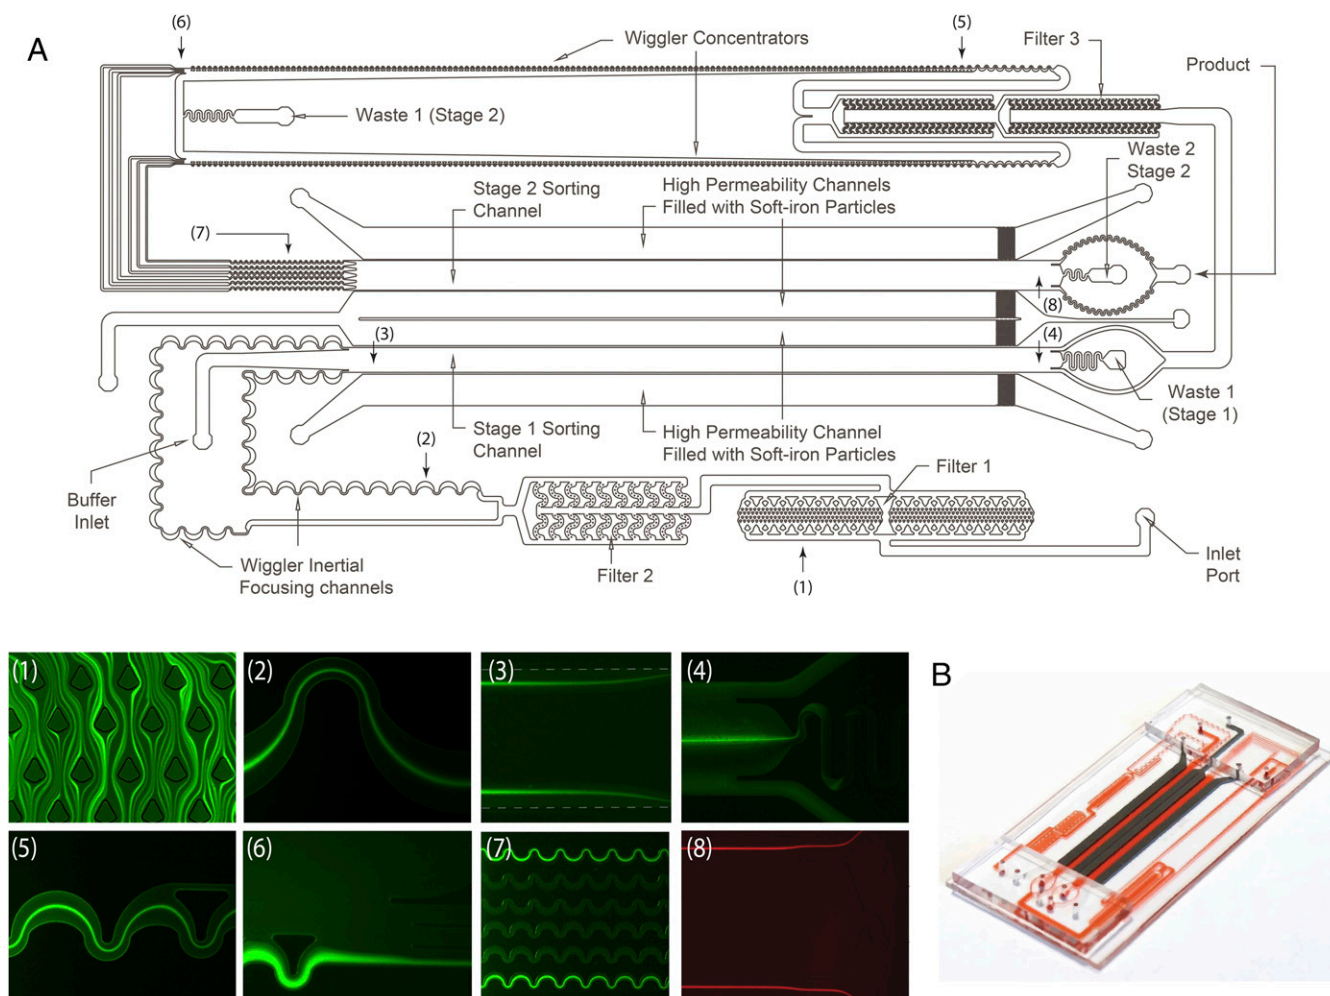 A
(6)
(5)
Wiggler Concentrators
Filter 3
Product
Waste 1 (Stage 2)
Waste 2
Stage 2
Stage 2 Sorting
Channel
High Permeability Channels
Filled with Soft-iron Particles
(7)
(8)
(3)
(4)
Waste 1
(Stage 1)
Stage 1 Sorting
Channel
High Permeability Channel
Filled with Soft-iron Particles
(2)
Filter 1
Buffer
Inlet
Wiggler Inertial
Focusing channels
Filter 2
(1)
Inlet
Port
(1)
(2)
(3)
(4)
B
(5)
(6)
(7)
(8)